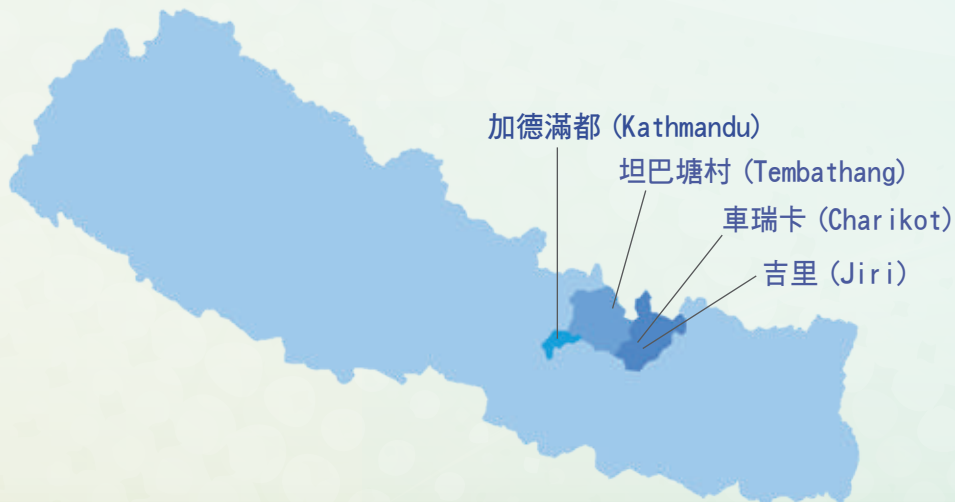 加德滿都 (Kathmandu)
坦巴塘村 (Tembathang)
車瑞卡 (Charikot)
吉里 (Jiri)